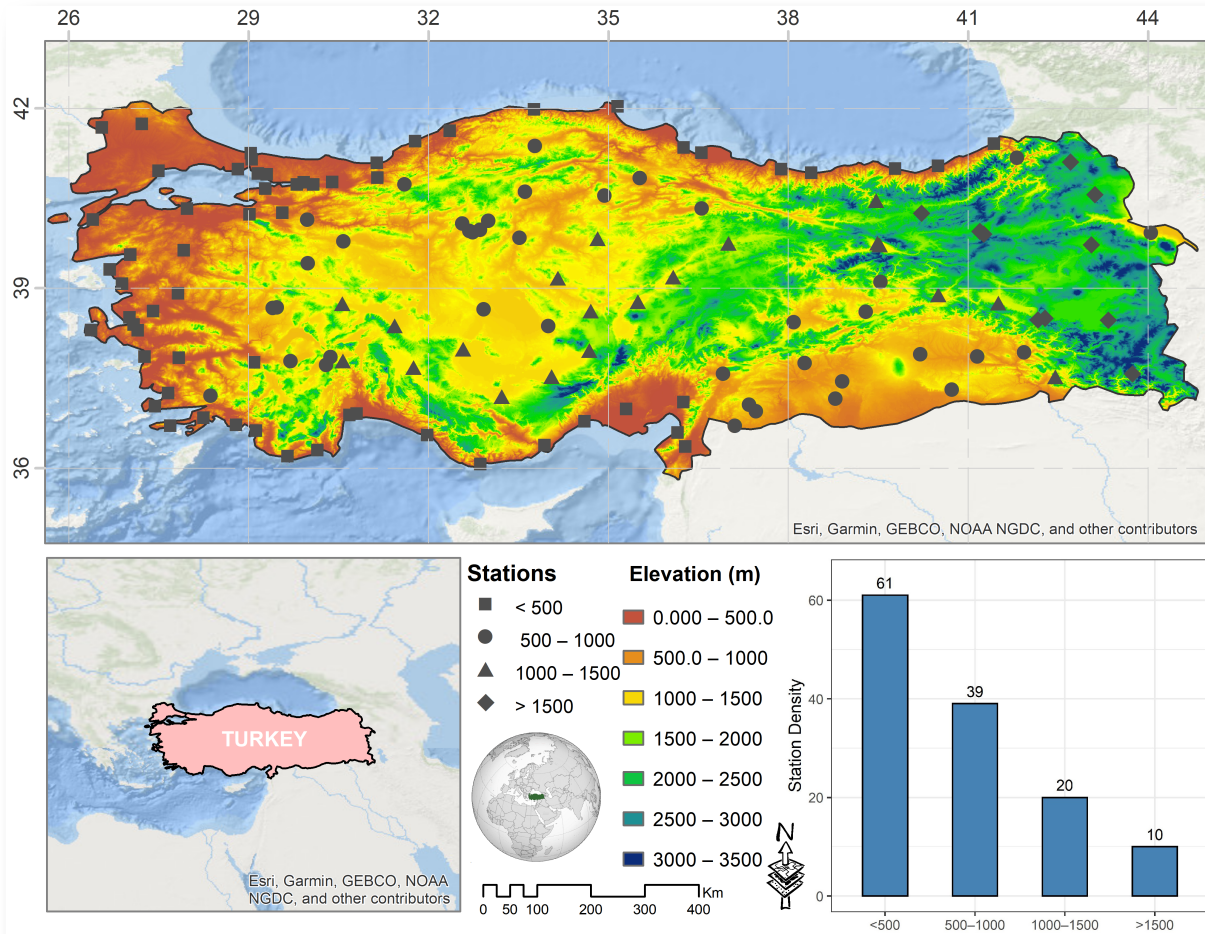 26 29 32 35 38 41 44
42
39
36
Esri, Garmin, GEBCO, NOAA NGDC, and other contributors
TURKEY
Esri, Garmin, GEBCO, NOAA
NGDC, and other contributors
Stations
< 500
500 – 1000
1000 – 1500
> 1500
Elevation (m)
0.000 – 500.0
500.0 – 1000
1000 – 1500
1500 – 2000
2000 – 2500
2500 – 3000
3000 – 3500
N
Km
0 50 100 200 300 400
Station Density
60
40
20
0
61
39
20
10
<500 500–1000 1000–1500 >1500